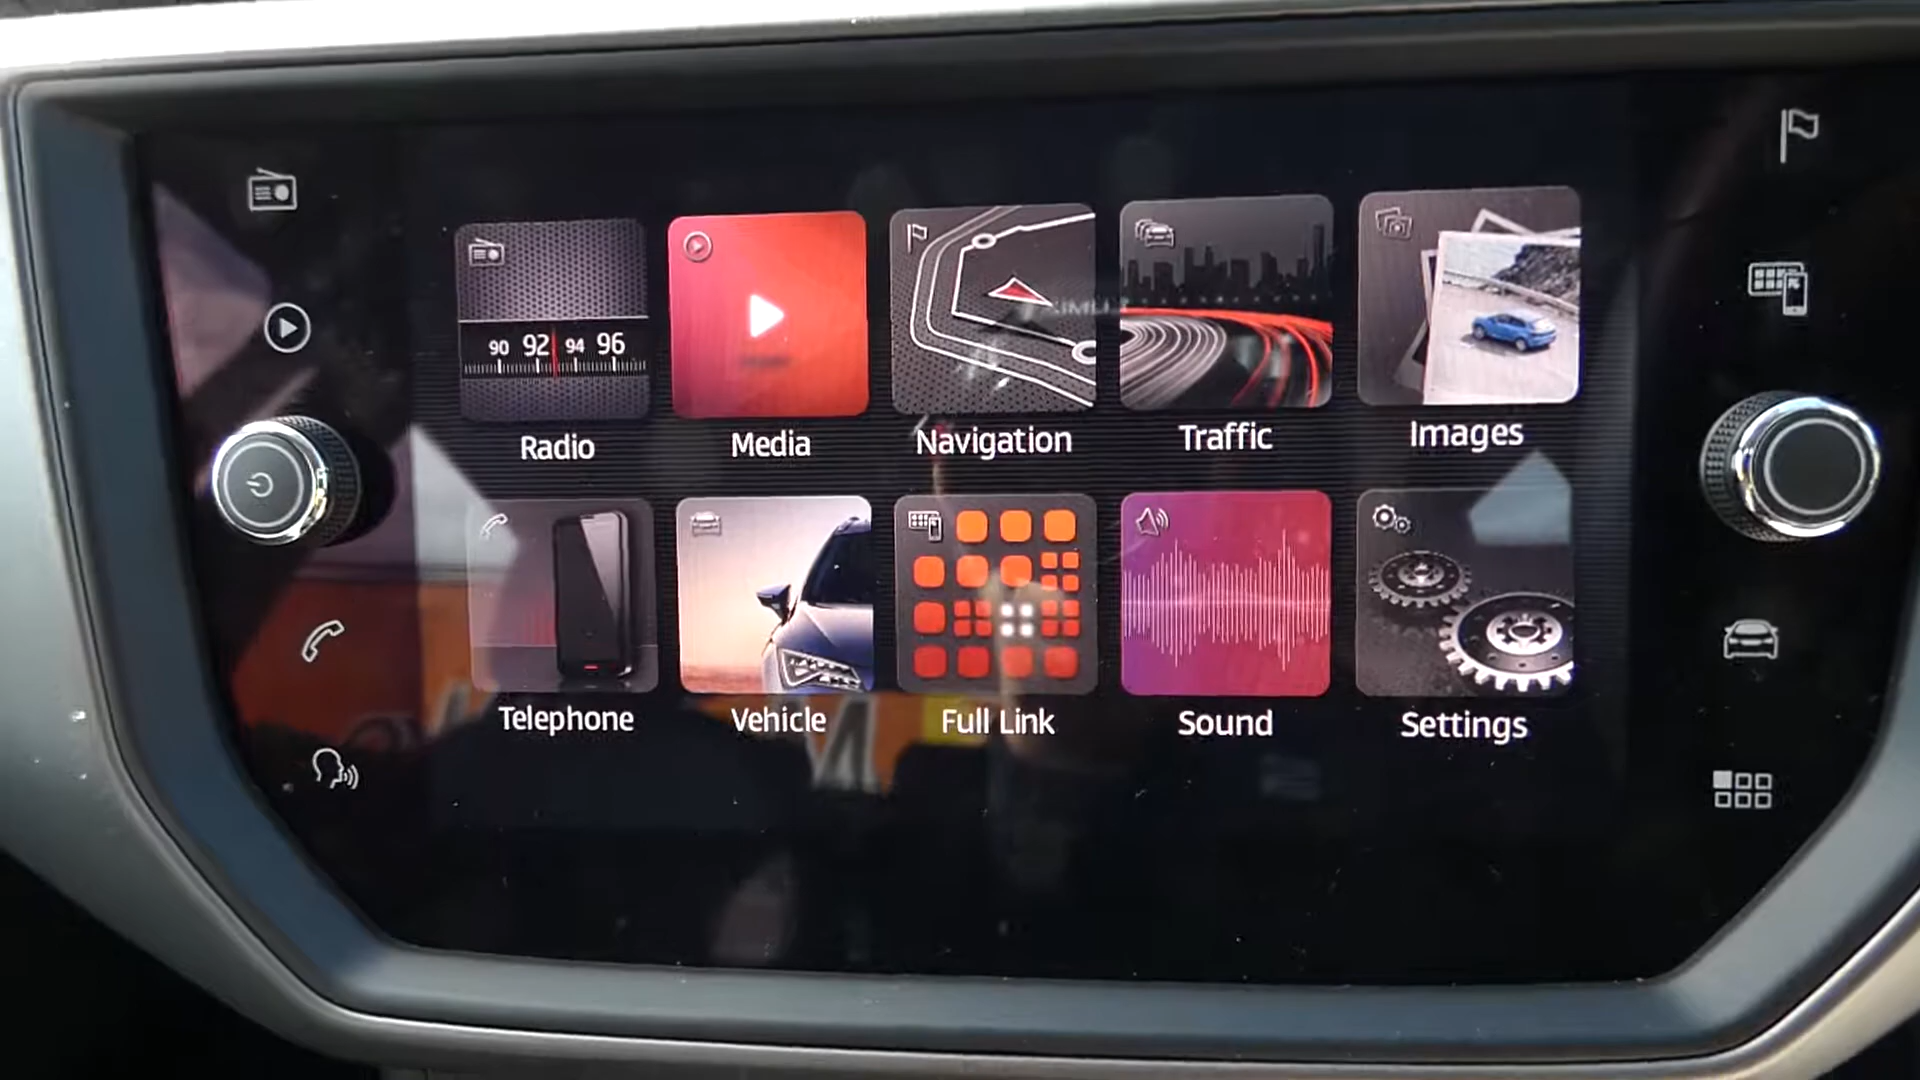 90 92 94 96
Radio
Media
Navigation
Traffic
Images
Telephone
Vehicle
Full Link
Sound
Settings